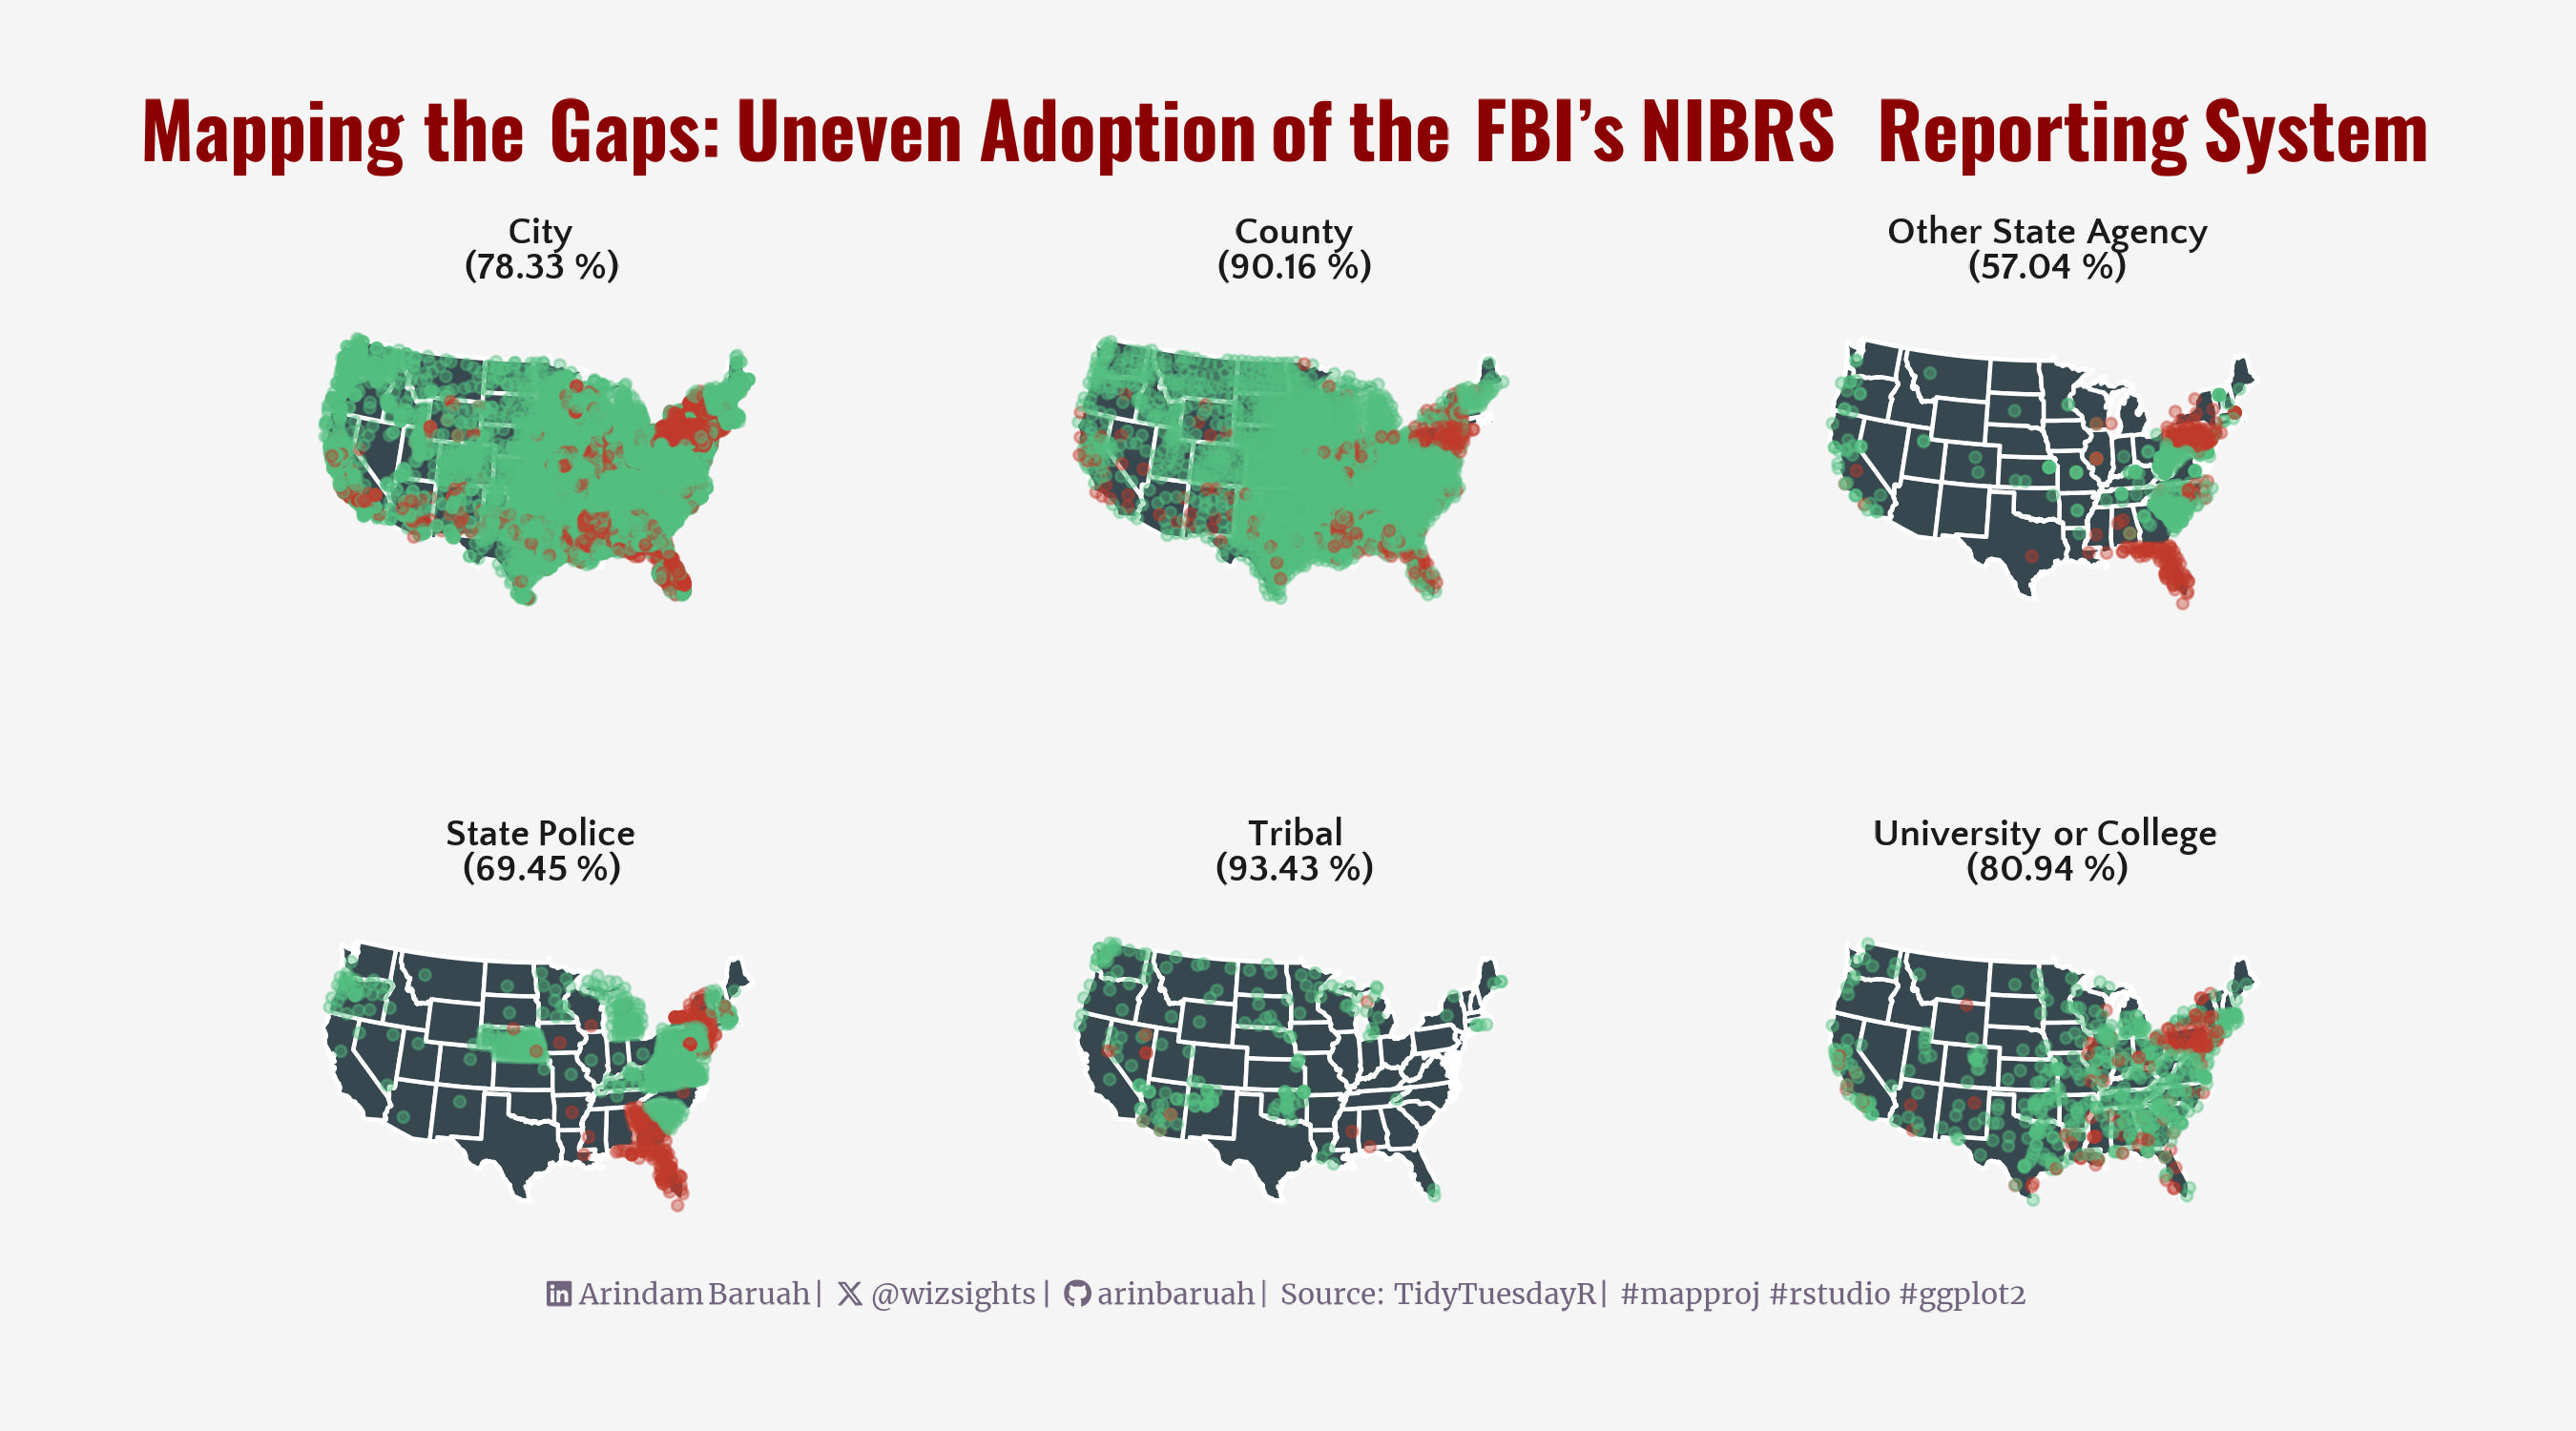 Mapping the Gaps: Uneven Adoption of the FBI’s NIBRS Reporting System
City
(78.33 %)
County
(90.16 %)
Other State Agency
(57.04 %)
State Police
(69.45 %)
Tribal
(93.43 %)
University or College
(80.94 %)
Arindam Baruah| @wizsights | arinbaruah| Source: TidyTuesdayR| #mapproj #rstudio #ggplot2